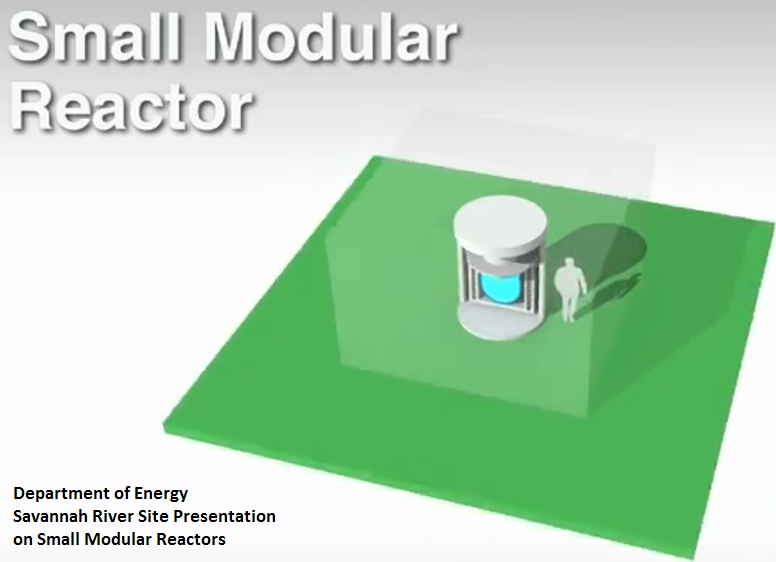 Small Modular
Reactor
Department of Energy
Savannah River Site Presentation
on Small Modular Reactors